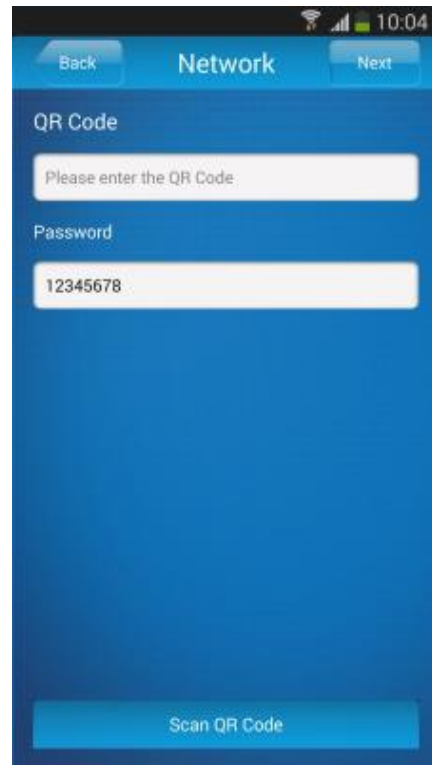 10:04
Back Network Next
QR Code
Please enter the QR Code
Password
12345678
Scan QR Code